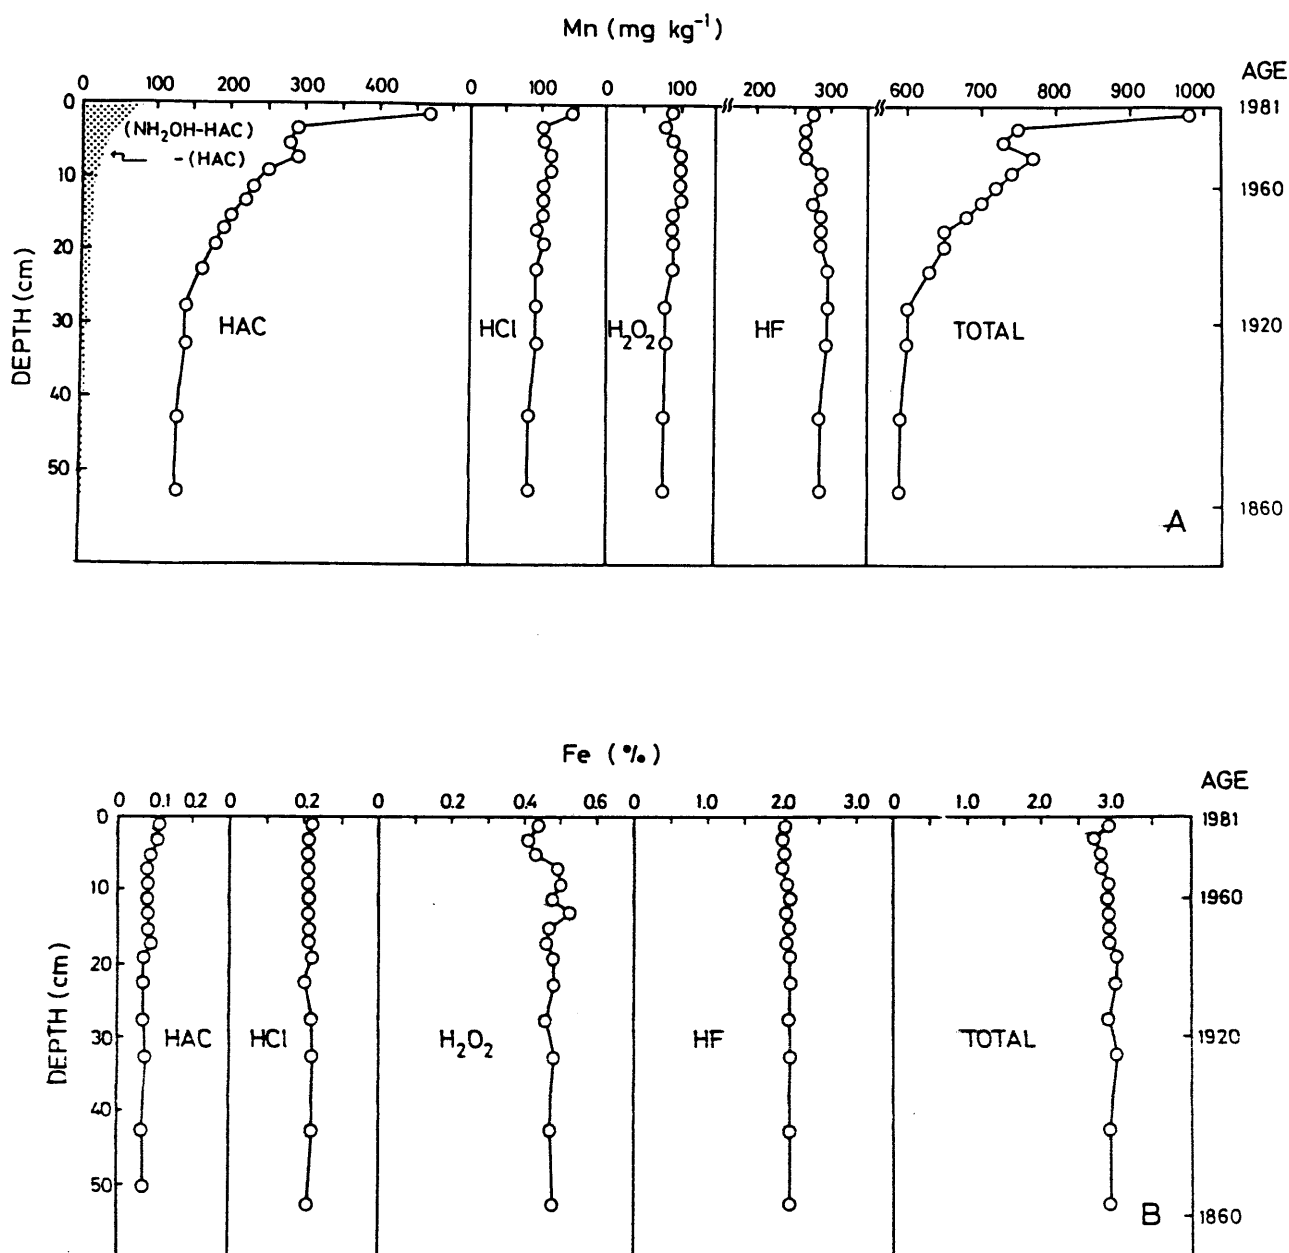 Mn (mg kg⁻¹)
0 100 200 300 400 0 100 0 100 200 300 600 700 800 900 1000 AGE
0 1981
(NH₂OH-HAC)
-(HAC)
10 1960
20
30 HAC HCl H₂O₂ HF TOTAL 1920
40
50
1860
DEPTH (cm)
A
Fe (%)
0 0.1 0.2 0 0.2 0 0.2 0.4 0.6 0 1.0 2.0 3.0 0 1.0 2.0 3.0 AGE
0 1981
10 1960
20
30 HAC HCl H₂O₂ HF TOTAL 1920
40
50
1860
DEPTH (cm)
B